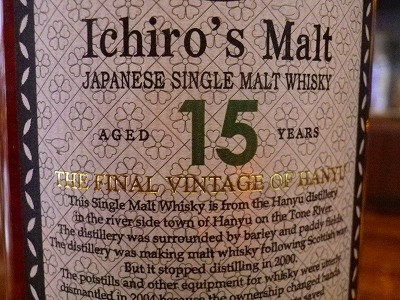 Ichiro's Malt
JAPANESE SINGLE MALT WHISKY
AGED 15 YEARS
THE FINAL VINTAGE OF HANYU
This Single Malt Whisky is from the Hanyu distillery
in the river side town of Hanyu on the Tone River.
The distillery was surrounded by barley and paddy fields.
The distillery was making malt whisky following Scottish way.
But it stopped distilling in 2000.
The potstills and other equipment for whisky were utterly
dismantled in 2004 because the ownership changed hands.